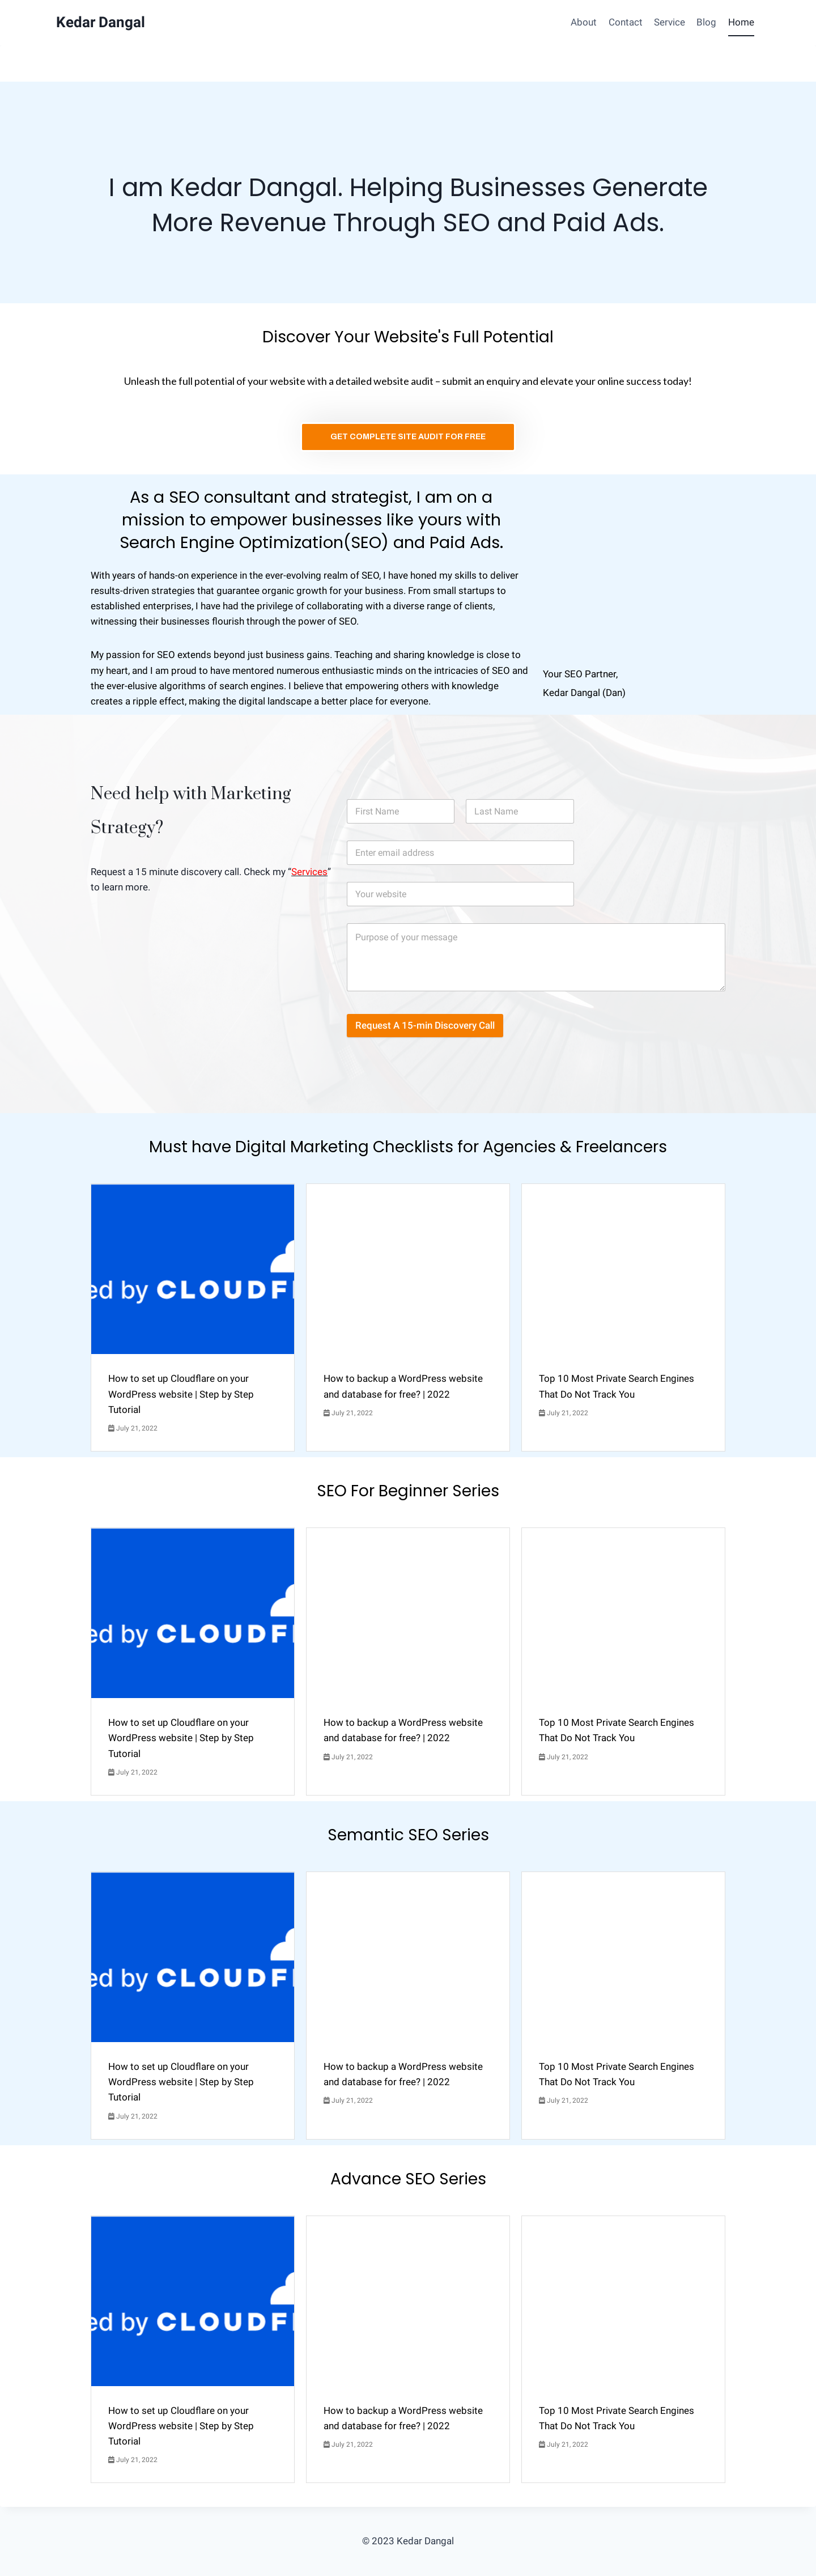 Kedar Dangal
About Contact Service Blog Home
I am Kedar Dangal. Helping Businesses Generate
More Revenue Through SEO and Paid Ads.
Discover Your Website's Full Potential
Unleash the full potential of your website with a detailed website audit – submit an enquiry and elevate your online success today!
GET COMPLETE SITE AUDIT FOR FREE
As a SEO consultant and strategist, I am on a
mission to empower businesses like yours with
Search Engine Optimization(SEO) and Paid Ads.
With years of hands-on experience in the ever-evolving realm of SEO, I have honed my skills to deliver
results-driven strategies that guarantee organic growth for your business. From small startups to
established enterprises, I have had the privilege of collaborating with a diverse range of clients,
witnessing their businesses flourish through the power of SEO.
My passion for SEO extends beyond just business gains. Teaching and sharing knowledge is close to
my heart, and I am proud to have mentored numerous enthusiastic minds on the intricacies of SEO and
the ever-elusive algorithms of search engines. I believe that empowering others with knowledge
creates a ripple effect, making the digital landscape a better place for everyone.
Your SEO Partner,
Kedar Dangal (Dan)
Need help with Marketing
Strategy?
Request a 15 minute discovery call. Check my “Services”
to learn more.
First Name
Last Name
Enter email address
Your website
Purpose of your message
Request A 15-min Discovery Call
Must have Digital Marketing Checklists for Agencies & Freelancers
ed by CLOUDF
How to set up Cloudflare on your
WordPress website | Step by Step
Tutorial
July 21, 2022
How to backup a WordPress website
and database for free? | 2022
July 21, 2022
Top 10 Most Private Search Engines
That Do Not Track You
July 21, 2022
SEO For Beginner Series
ed by CLOUDF
How to set up Cloudflare on your
WordPress website | Step by Step
Tutorial
July 21, 2022
How to backup a WordPress website
and database for free? | 2022
July 21, 2022
Top 10 Most Private Search Engines
That Do Not Track You
July 21, 2022
Semantic SEO Series
ed by CLOUDF
How to set up Cloudflare on your
WordPress website | Step by Step
Tutorial
July 21, 2022
How to backup a WordPress website
and database for free? | 2022
July 21, 2022
Top 10 Most Private Search Engines
That Do Not Track You
July 21, 2022
Advance SEO Series
ed by CLOUDF
How to set up Cloudflare on your
WordPress website | Step by Step
Tutorial
July 21, 2022
How to backup a WordPress website
and database for free? | 2022
July 21, 2022
Top 10 Most Private Search Engines
That Do Not Track You
July 21, 2022
© 2023 Kedar Dangal